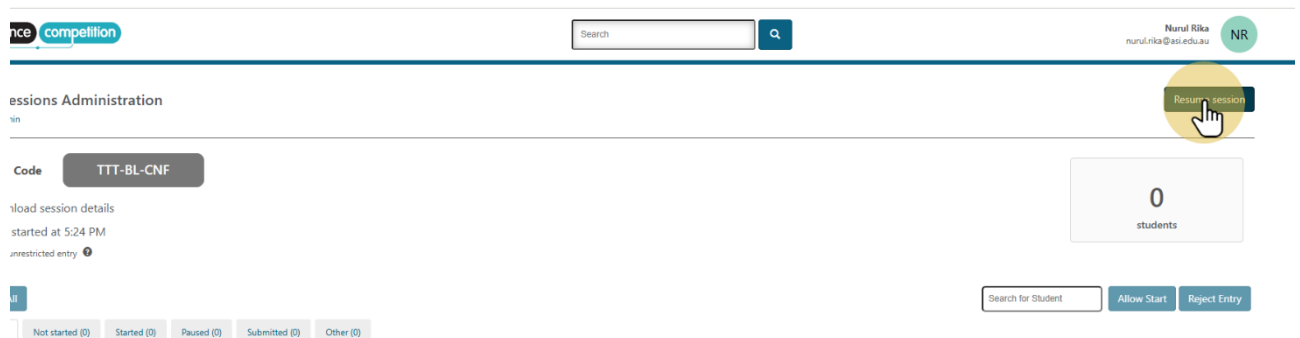 nce competition
Search
Nurul Rika
nurul.rika@asi.edu.au
NR
essions Administration
Resume session
Code
TTT-BL-CNF
0
students
nload session details
started at 5:24 PM
unrestricted entry
Search for Student
Allow Start
Reject Entry
Not started (0)
Started (0)
Paused (0)
Submitted (0)
Other (0)